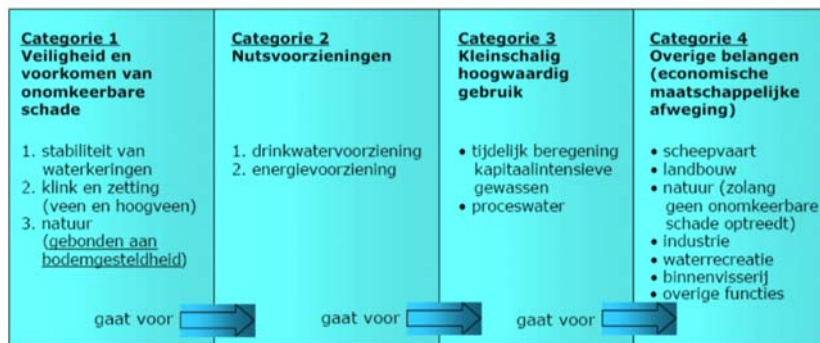 Categorie 1
Veiligheid en
voorkomen van
onomkeerbare
schade
1. stabiliteit van
waterkeringen
2. klink en zetting
(veen en hoogveen)
3. natuur
(gebonden aan
bodemgesteldheid)
gaat voor
Categorie 2
Nutsvoorzieningen
1. drinkwatervoorziening
2. energievoorziening
gaat voor
Categorie 3
Kleinschalig
hoogwaardig
gebruik
• tijdelijk beregening
kapitaalintensieve
gewassen
• proceswater
gaat voor
Categorie 4
Overige belangen
(economische
maatschappelijke
afweging)
• scheepvaart
• landbouw
• natuur (zolang
geen onomkeerbare
schade optreedt)
• industrie
• waterrecreatie
• binnenvisserij
• overige functies